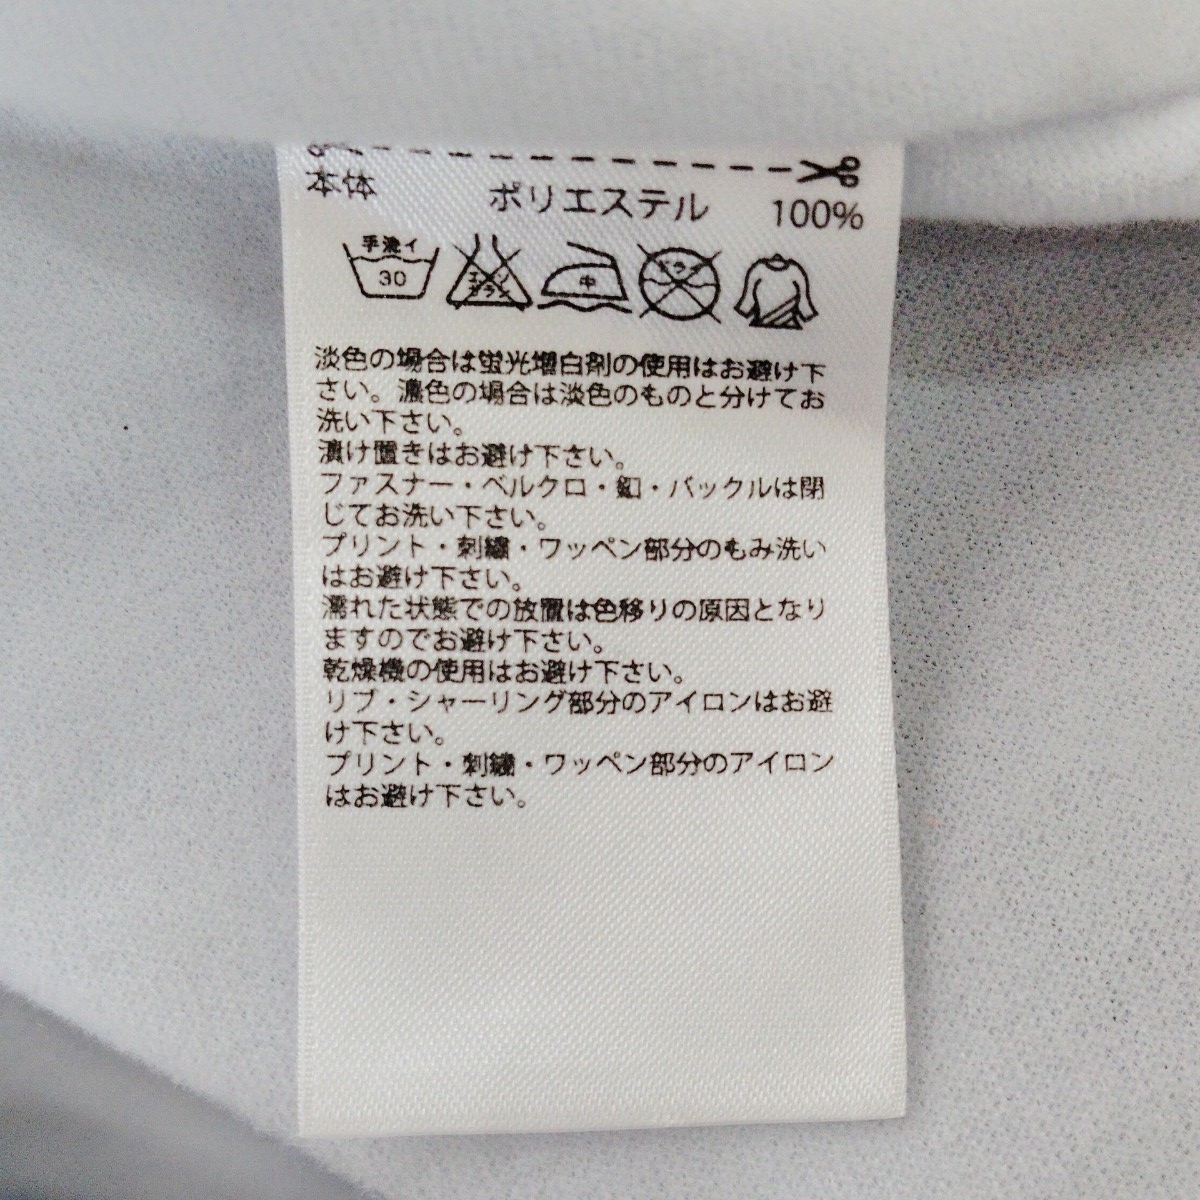 本体 ポリエステル 100%
手洗イ 30 エンソ サラシ 中 ドライ
淡色の場合は蛍光増白剤の使用はお避け下
さい。濃色の場合は淡色のものと分けてお
洗い下さい。
漬け置きはお避け下さい。
ファスナー・ベルクロ・釦・バックルは閉
じてお洗い下さい。
プリント・刺繍・ワッペン部分のもみ洗い
はお避け下さい。
濡れた状態での放置は色移りの原因となり
ますのでお避け下さい。
乾燥機の使用はお避け下さい。
リブ・シャーリング部分のアイロンはお避
け下さい。
プリント・刺繍・ワッペン部分のアイロン
はお避け下さい。